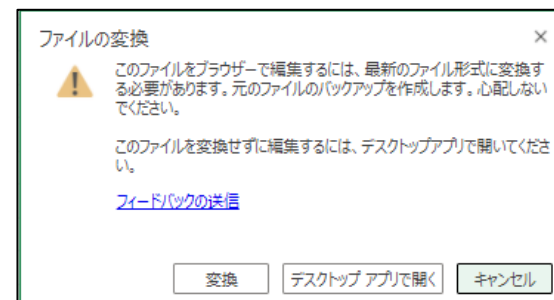 ファイルの変換
このファイルをブラウザーで編集するには、最新のファイル形式に変換す
る必要があります。元のファイルのバックアップを作成します。心配しない
でください。
このファイルを変換せずに編集するには、デスクトップアプリで開いてくださ
い。
フィードバックの送信
変換
デスクトップ アプリで開く
キャンセル